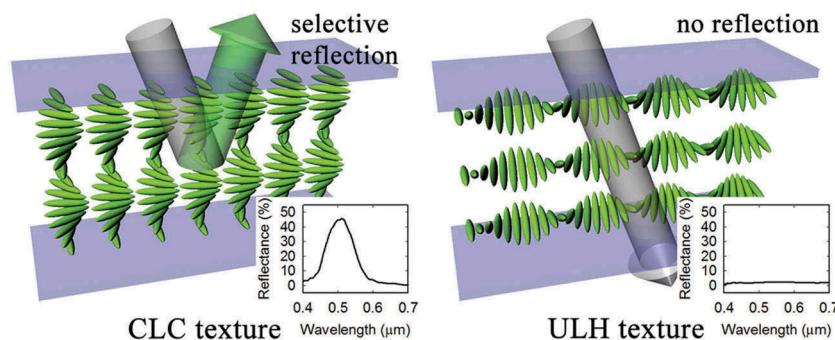 selective
reflection
Reflectance (%)
50
40
30
20
10
0
0.4 0.5 0.6 0.7
Wavelength (μm)
CLC texture
no reflection
Reflectance (%)
50
40
30
20
10
0
0.4 0.5 0.6 0.7
Wavelength (μm)
ULH texture